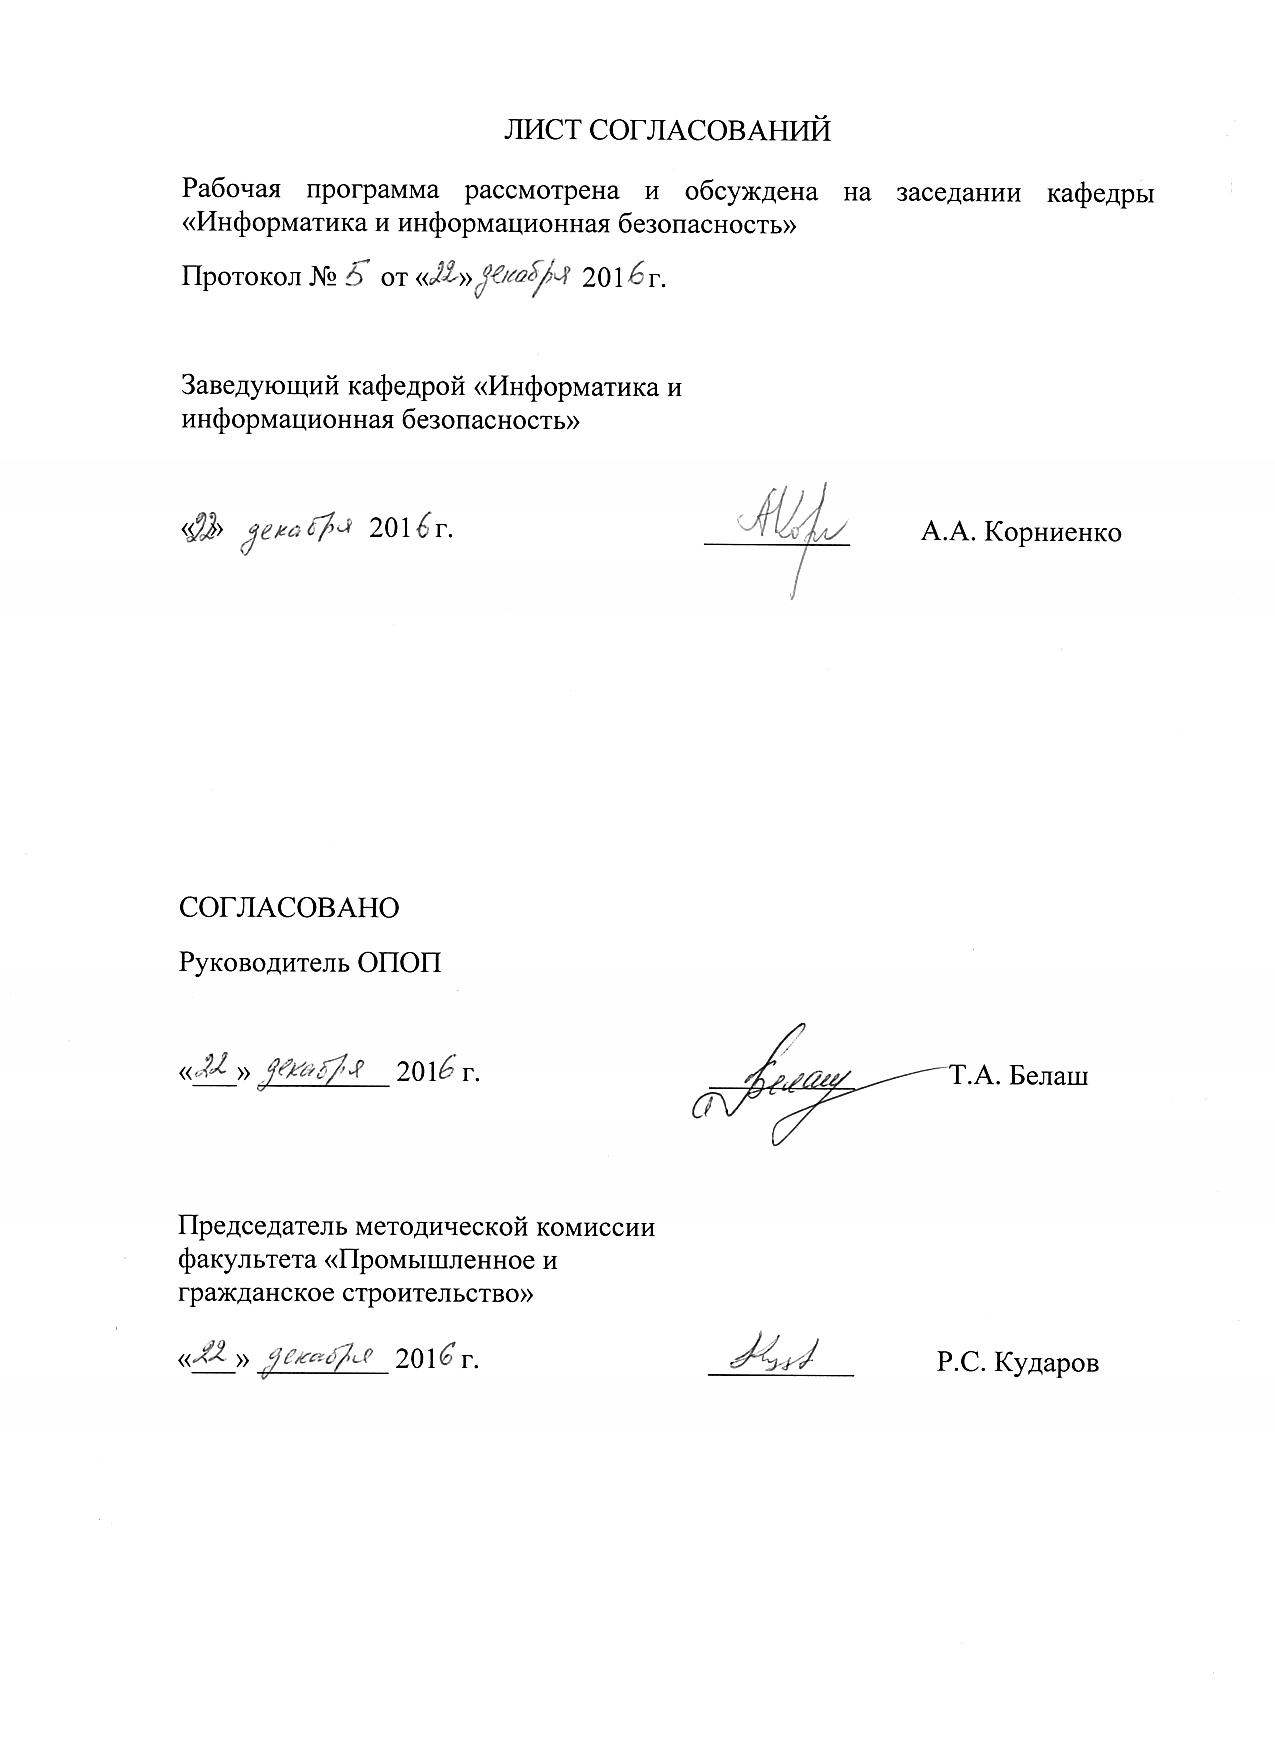 ЛИСТ СОГЛАСОВАНИЙ
Рабочая программа рассмотрена и обсуждена на заседании кафедры
«Информатика и информационная безопасность»
Протокол № 5 от «22» декабря 2016 г.
Заведующий кафедрой «Информатика и
информационная безопасность»
«22» декабря 2016 г. АКорн А.А. Корниенко
СОГЛАСОВАНО
Руководитель ОПОП
«22» декабря 2016 г. Белаш Т.А. Белаш
Председатель методической комиссии
факультета «Промышленное и
гражданское строительство»
«22» декабря 2016 г. Р.С. Кударов